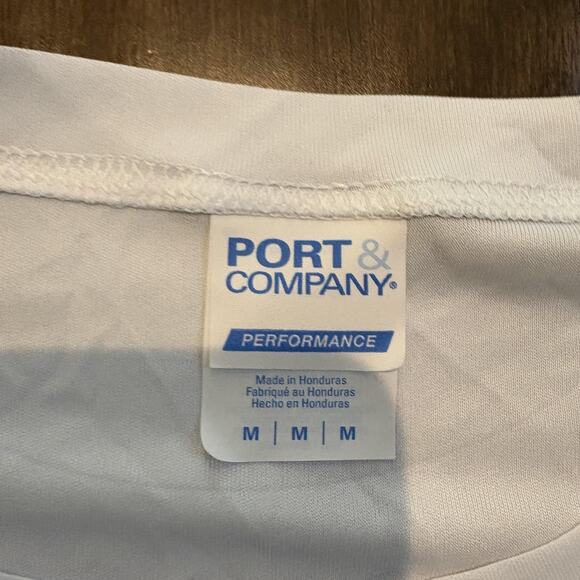 PORT &
COMPANY®
PERFORMANCE
Made in Honduras
Fabriqué au Honduras
Hecho en Honduras
M | M | M